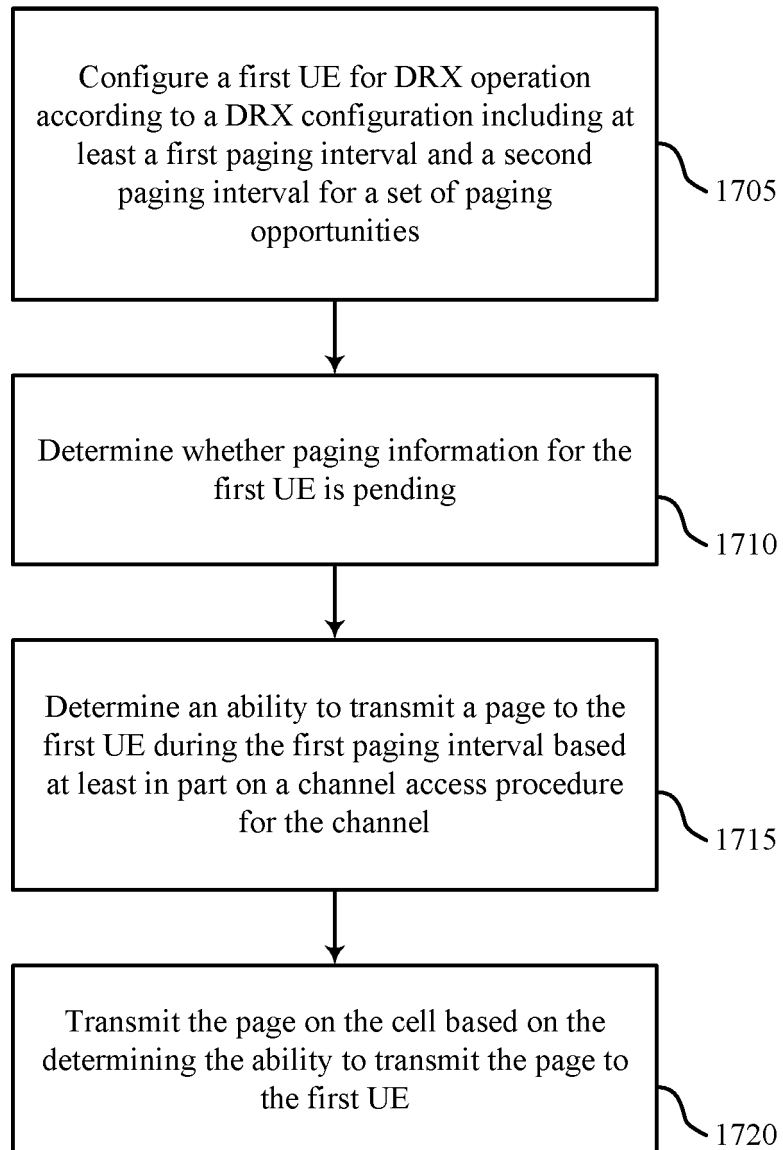 Configure a first UE for DRX operation
according to a DRX configuration including at
least a first paging interval and a second
paging interval for a set of paging
opportunities
1705
Determine whether paging information for the
first UE is pending
1710
Determine an ability to transmit a page to the
first UE during the first paging interval based
at least in part on a channel access procedure
for the channel
1715
Transmit the page on the cell based on the
determining the ability to transmit the page to
the first UE
1720